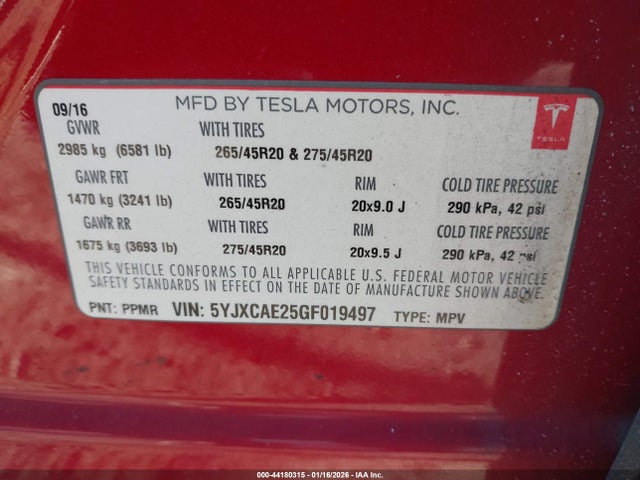 09/16 MFD BY TESLA MOTORS, INC.
GVWR WITH TIRES
2985 kg (6581 lb) 265/45R20 & 275/45R20
TESLA
GAWR FRT WITH TIRES RIM COLD TIRE PRESSURE
1470 kg (3241 lb) 265/45R20 20x9.0 J 290 kPa, 42 psi
GAWR RR WITH TIRES RIM COLD TIRE PRESSURE
1675 kg (3693 lb) 275/45R20 20x9.5 J 290 kPa, 42 psi
THIS VEHICLE CONFORMS TO ALL APPLICABLE U.S. FEDERAL MOTOR VEHICLE
SAFETY STANDARDS IN EFFECT ON THE DATE OF MANUFACTURE SHOWN ABOVE.
PNT: PPMR VIN: 5YJXCAE25GF019497 TYPE: MPV
000-44180315 - 01/16/2026 - IAA Inc.